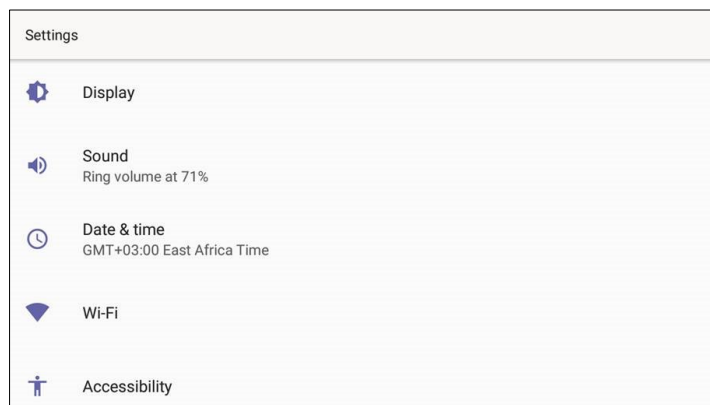 Settings
Display
Sound
Ring volume at 71%
Date & time
GMT+03:00 East Africa Time
Wi-Fi
Accessibility